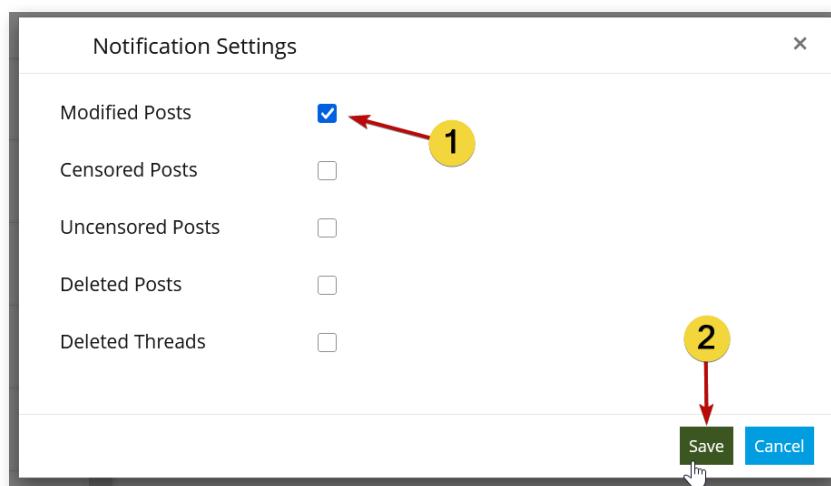 Notification Settings ×
Modified Posts
1
Censored Posts
Uncensored Posts
Deleted Posts
Deleted Threads
2
Save Cancel